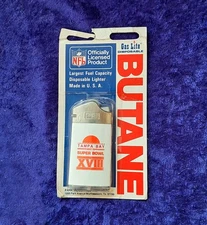 NFL
Officially
Licensed
Product
Largest Fuel Capacity
Disposable Lighter
Made in U. S. A.
Gas Lite
DISPOSABLE
BUTANE
TAMPA BAY
SUPER BOWL
XVIII